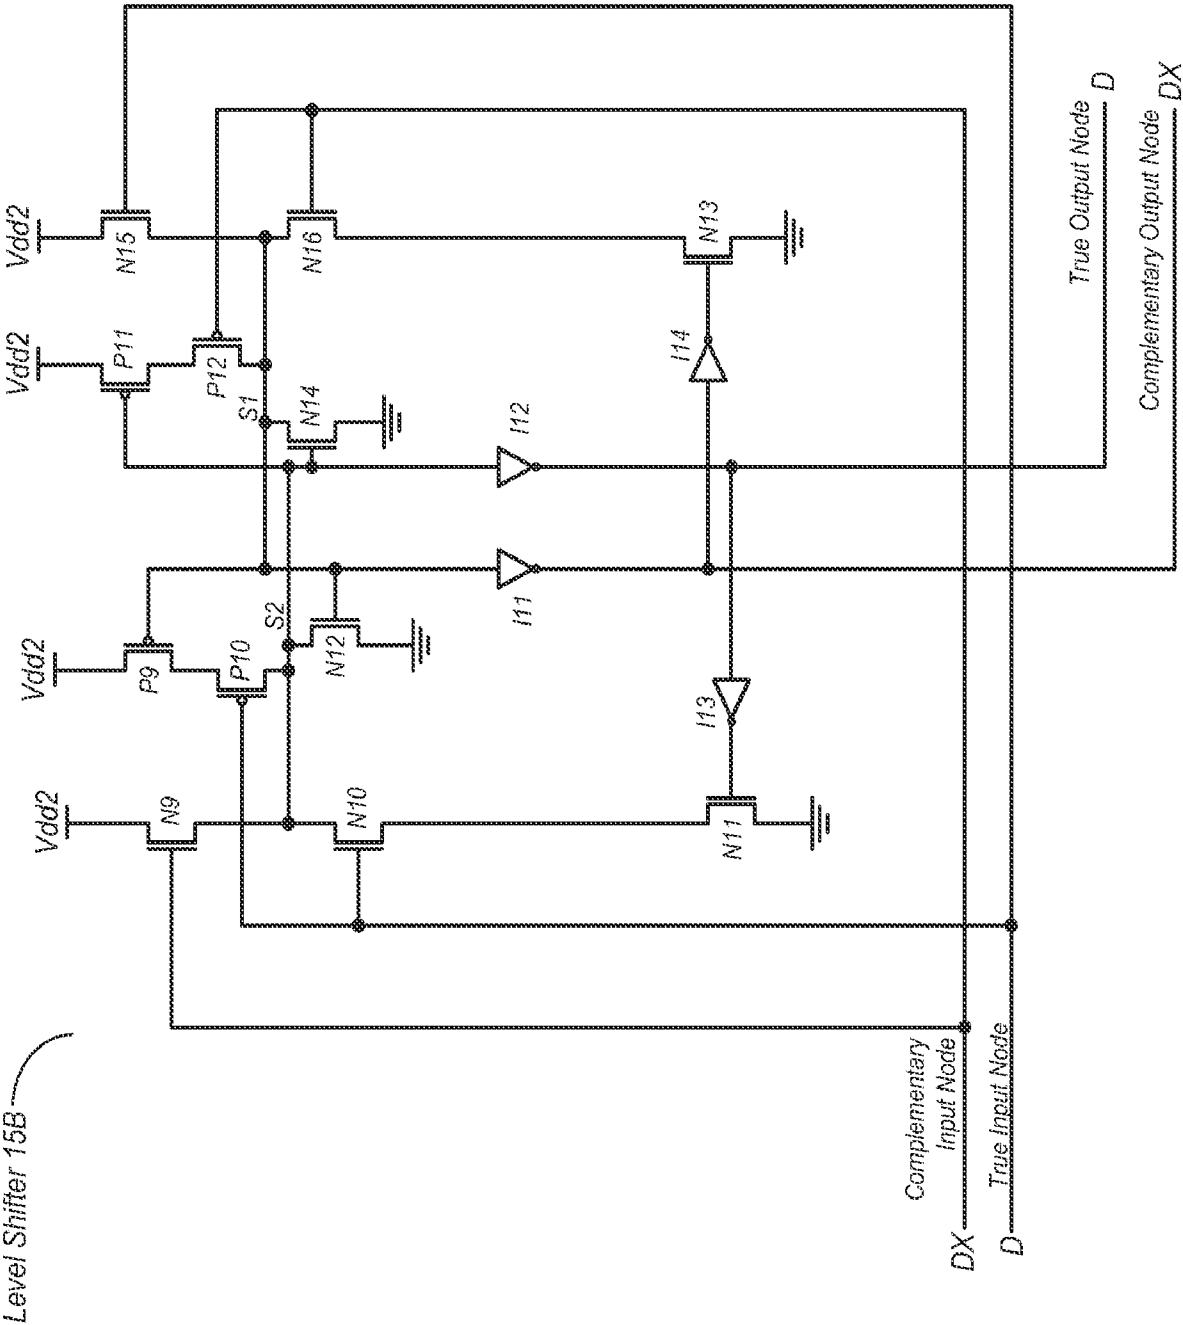 Level Shifter 15B
Vdd2
Vdd2
Vdd2
Vdd2
N9
P9
P11
N15
P10
P12
S2
S1
N10
N12
N14
N16
I11
I12
I13
I14
N11
N13
Complementary
Input Node
DX
True Input Node
D
True Output Node
D
Complementary Output Node
DX